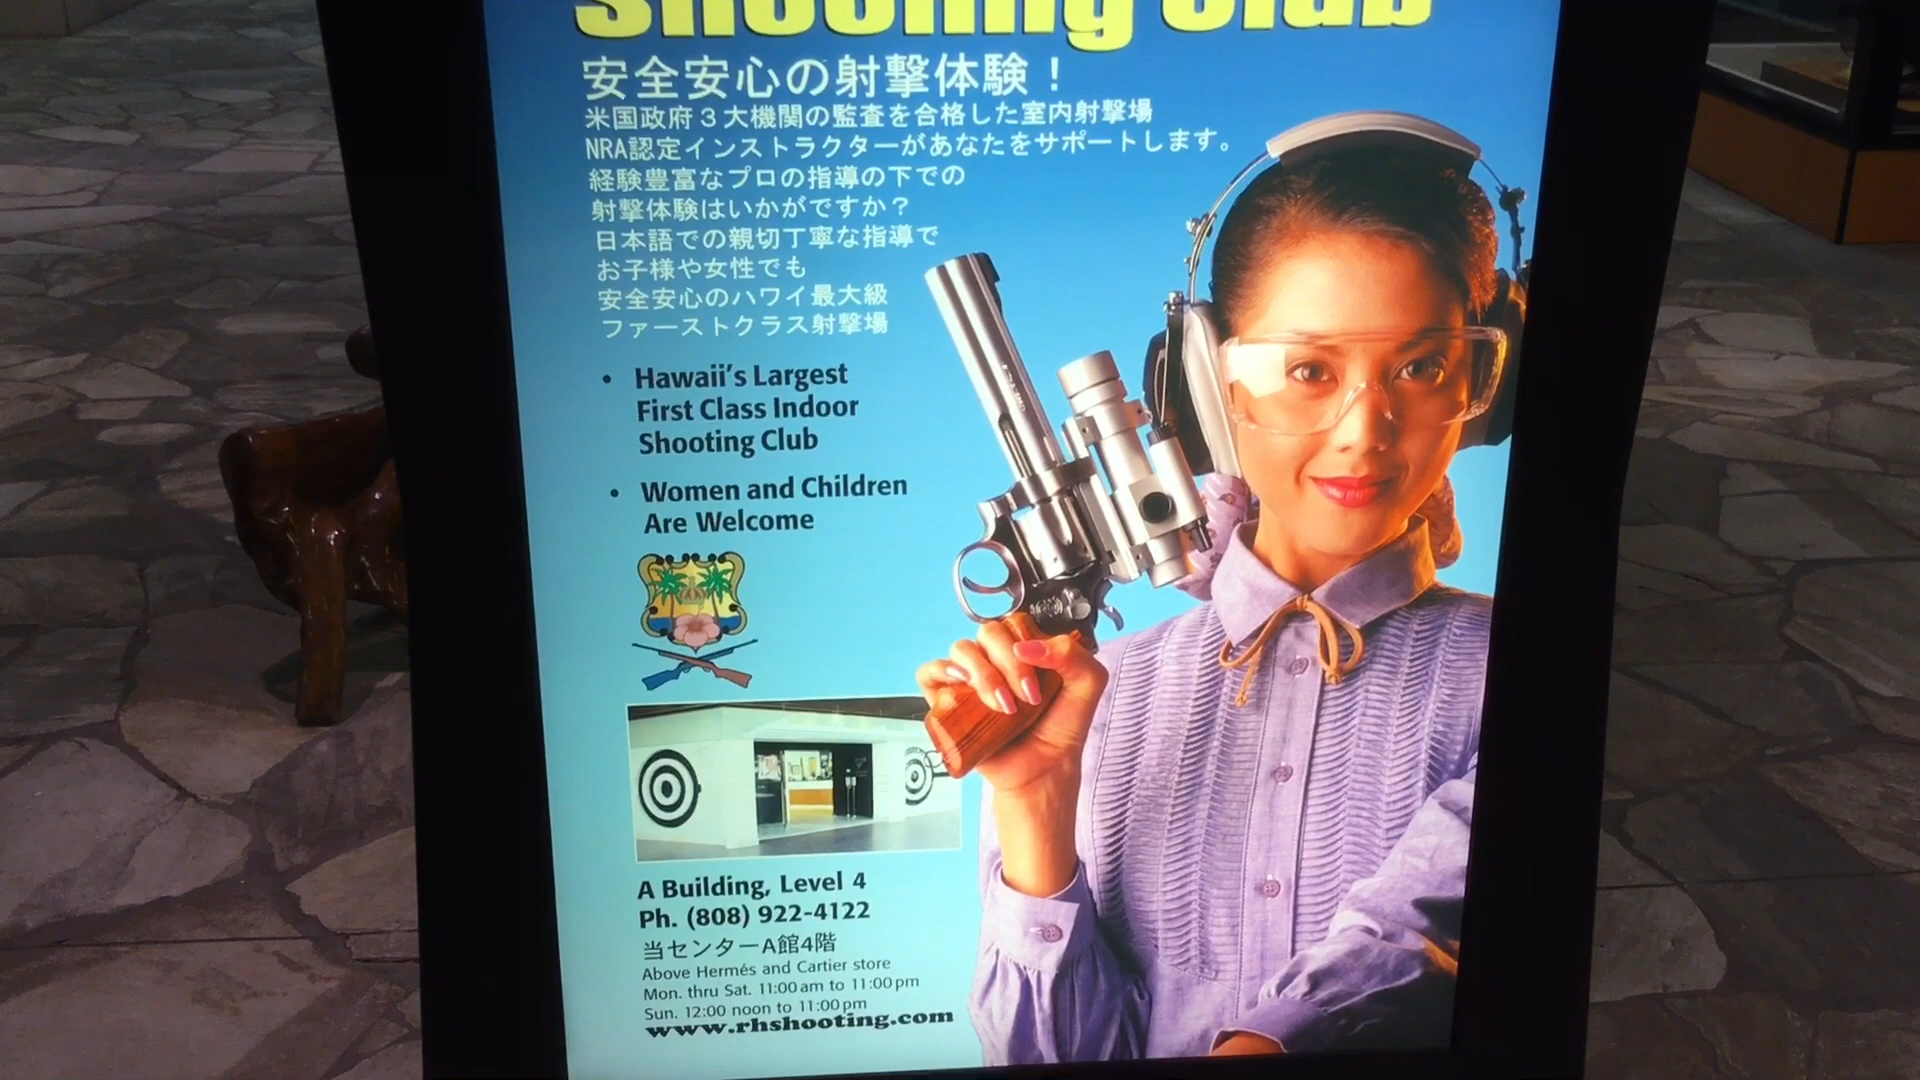 Shooting Club
安全安心の射撃体験！
米国政府３大機関の監査を合格した室内射撃場
NRA認定インストラクターがあなたをサポートします。
経験豊富なプロの指導の下での
射撃体験はいかがですか？
日本語での親切丁寧な指導で
お子様や女性でも
安全安心のハワイ最大級
ファーストクラス射撃場
• Hawaii's Largest
First Class Indoor
Shooting Club
• Women and Children
Are Welcome
A Building, Level 4
Ph. (808) 922-4122
当センターA館4階
Above Hermés and Cartier store
Mon. thru Sat. 11:00am to 11:00pm
Sun. 12:00 noon to 11:00pm
www.rhshooting.com